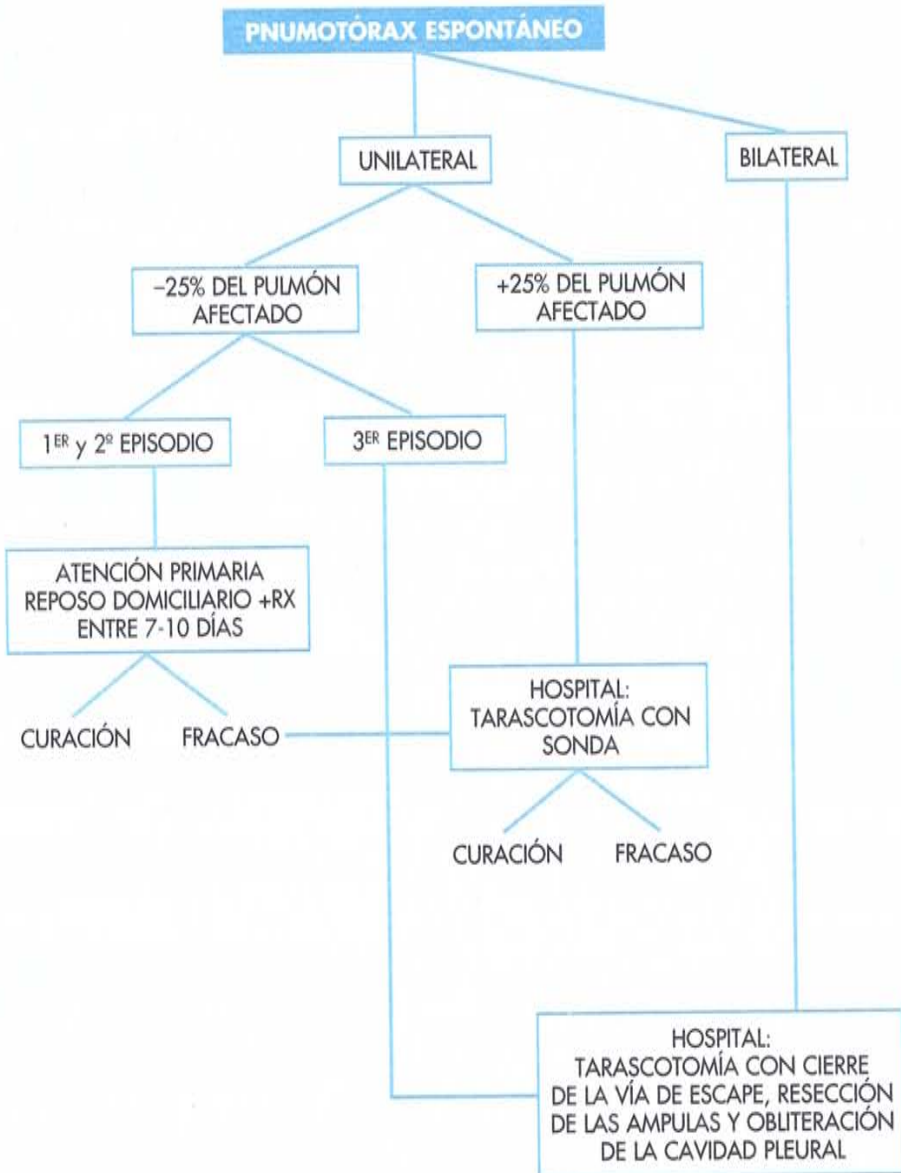 PNUMOTÓRAX ESPONTÁNEO
UNILATERAL
BILATERAL
–25% DEL PULMÓN
AFECTADO
+25% DEL PULMÓN
AFECTADO
1ER y 2º EPISODIO
3ER EPISODIO
ATENCIÓN PRIMARIA
REPOSO DOMICILIARIO +RX
ENTRE 7-10 DÍAS
CURACIÓN
FRACASO
HOSPITAL:
TARASCOTOMÍA CON
SONDA
CURACIÓN
FRACASO
HOSPITAL:
TARASCOTOMÍA CON CIERRE
DE LA VÍA DE ESCAPE, RESECCIÓN
DE LAS AMPULAS Y OBLITERACIÓN
DE LA CAVIDAD PLEURAL